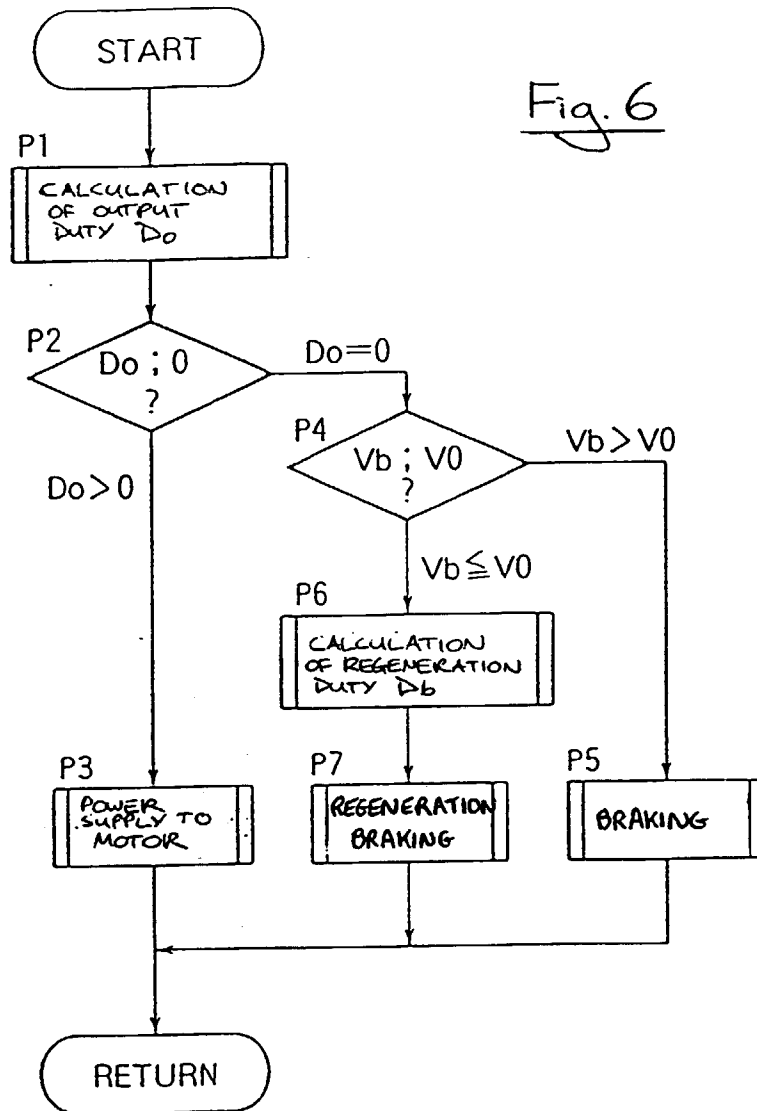 START
Fig. 6
P1
CALCULATION
OF OUTPUT
DUTY Do
P2
Do ; 0
?
Do=0
Do>0
P4
Vb ; V0
?
Vb>V0
Vb≦V0
P6
CALCULATION
OF REGENERATION
DUTY Db
P3
POWER
SUPPLY TO
MOTOR
P7
REGENERATION
BRAKING
P5
BRAKING
RETURN